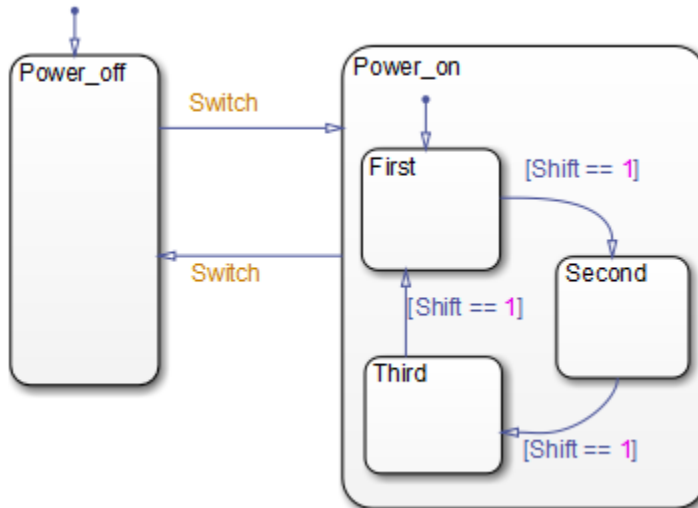 Power_off
Switch
Switch
Power_on
First
[Shift == 1]
Second
[Shift == 1]
Third
[Shift == 1]